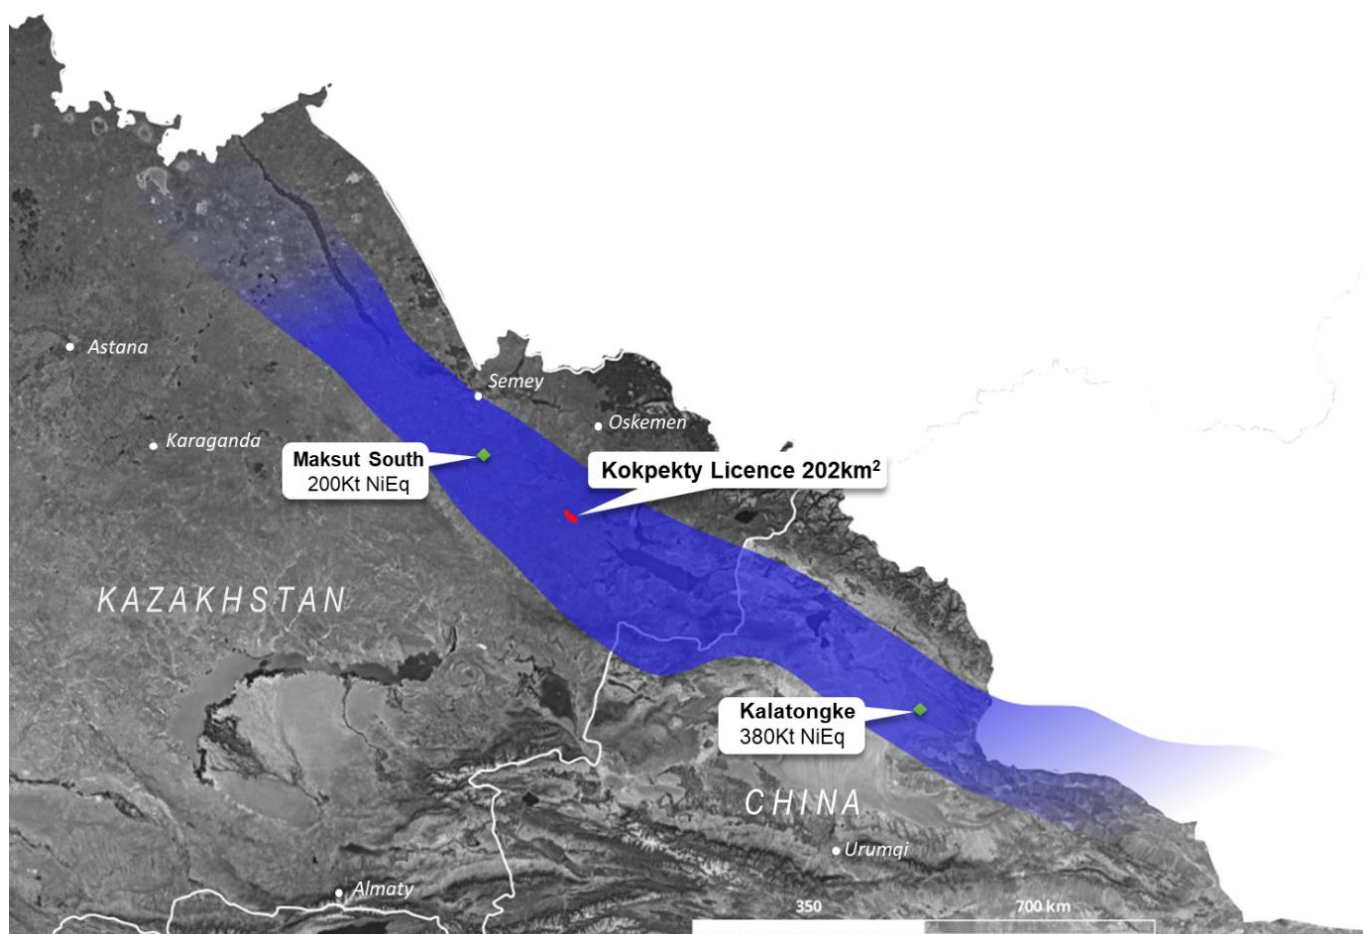 Astana
Semey
Oskemen
Karaganda
Maksut South
200Kt NiEq
Kokpekty Licence 202km²
KAZAKHSTAN
Kalatongke
380Kt NiEq
CHINA
Urumqi
Almaty
350
700 km